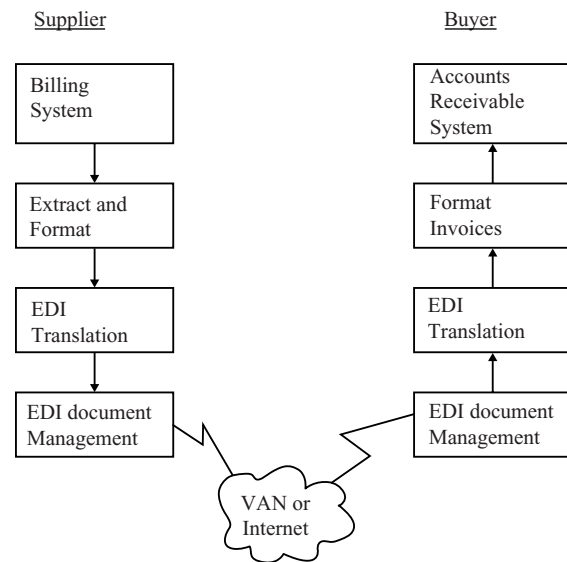 Supplier
Billing
System
Extract and
Format
EDI
Translation
EDI document
Management
VAN or
Internet
Buyer
Accounts
Receivable
System
Format
Invoices
EDI
Translation
EDI document
Management